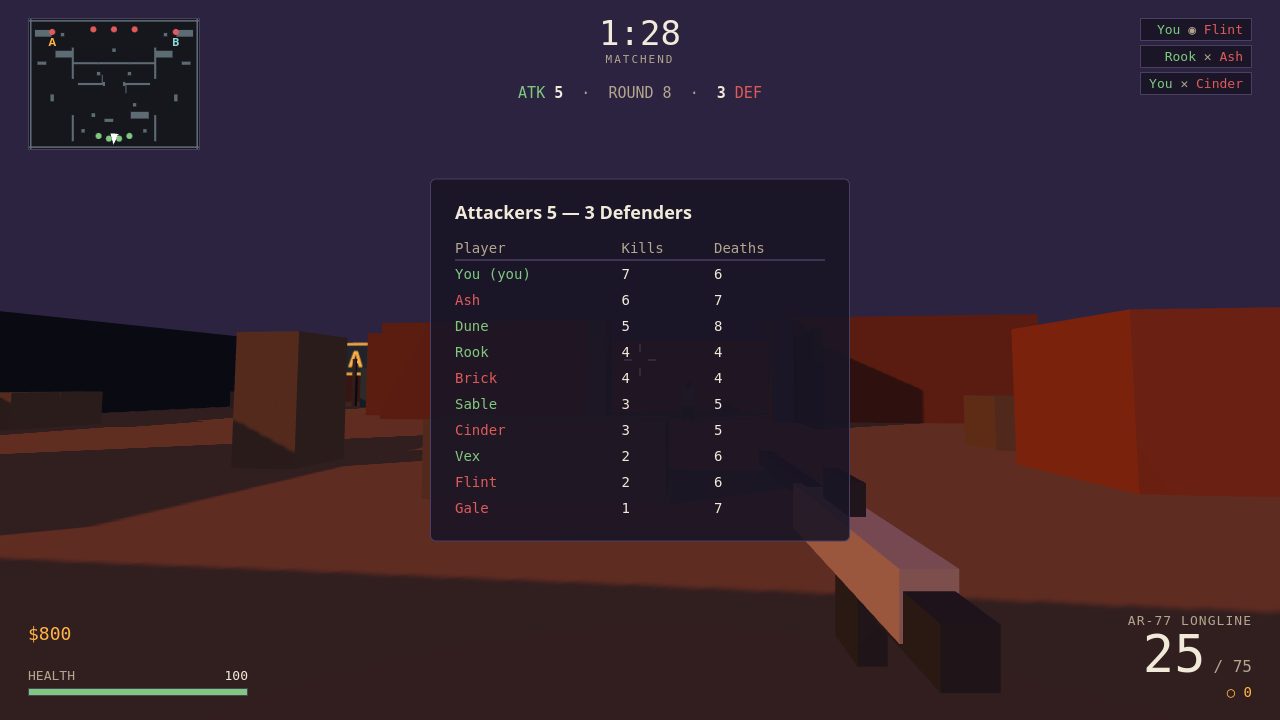 A
B
1:28
MATCHEND
ATK 5 · ROUND 8 · 3 DEF
You ◉ Flint
Rook × Ash
You × Cinder
Attackers 5 — 3 Defenders
Player Kills Deaths
You (you) 7 6
Ash 6 7
Dune 5 8
Rook 4 4
Brick 4 4
Sable 3 5
Cinder 3 5
Vex 2 6
Flint 2 6
Gale 1 7
A
$800
HEALTH 100
AR-77 LONGLINE
25 / 75
○ 0